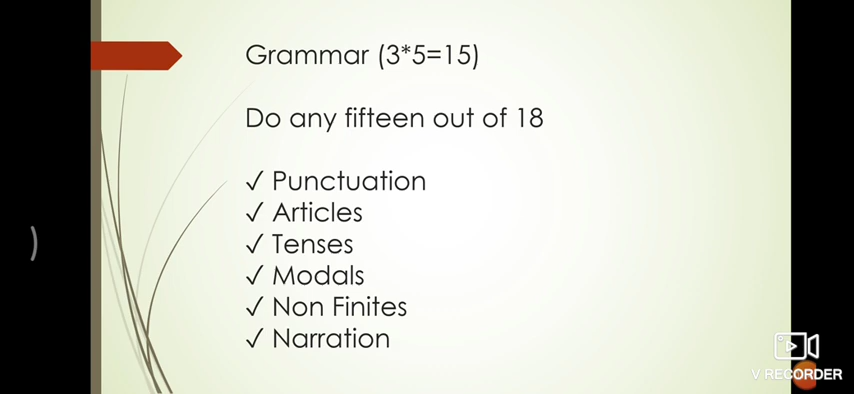 Grammar (3*5=15)
Do any fifteen out of 18
✓ Punctuation
✓ Articles
✓ Tenses
✓ Modals
✓ Non Finites
✓ Narration
V RECORDER